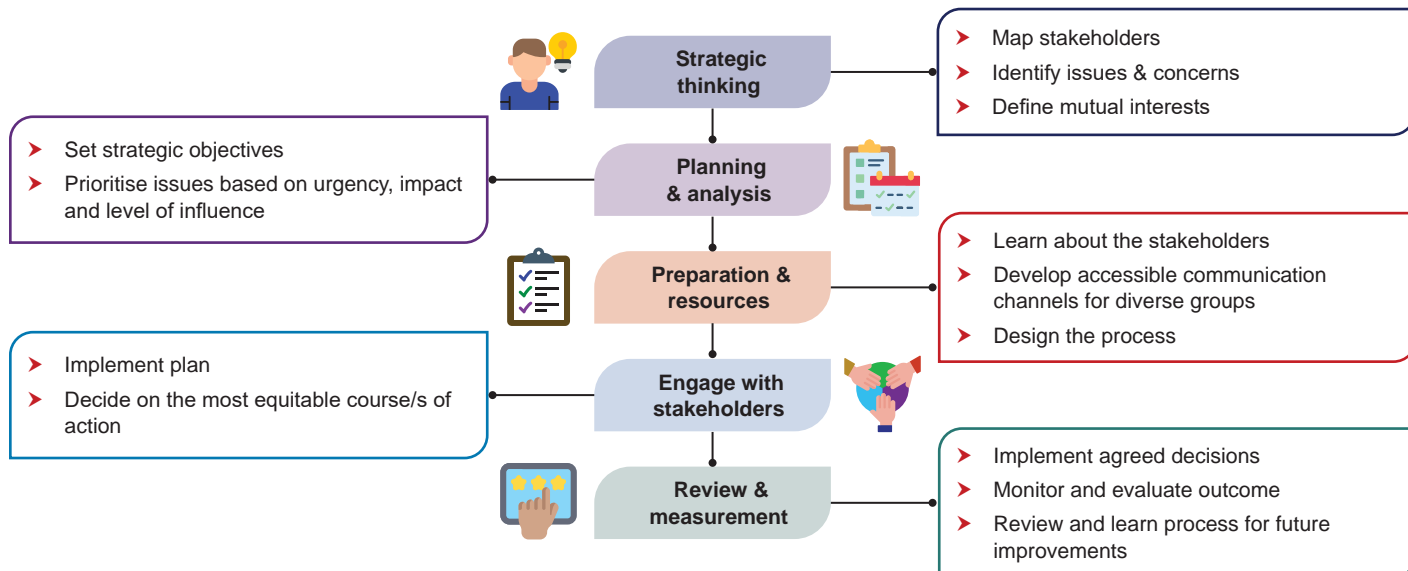 Strategic
thinking
Map stakeholders
Identify issues & concerns
Define mutual interests
Planning
& analysis
Set strategic objectives
Prioritise issues based on urgency, impact
and level of influence
Preparation &
resources
Learn about the stakeholders
Develop accessible communication
channels for diverse groups
Design the process
Engage with
stakeholders
Implement plan
Decide on the most equitable course/s of
action
Review &
measurement
Implement agreed decisions
Monitor and evaluate outcome
Review and learn process for future
improvements